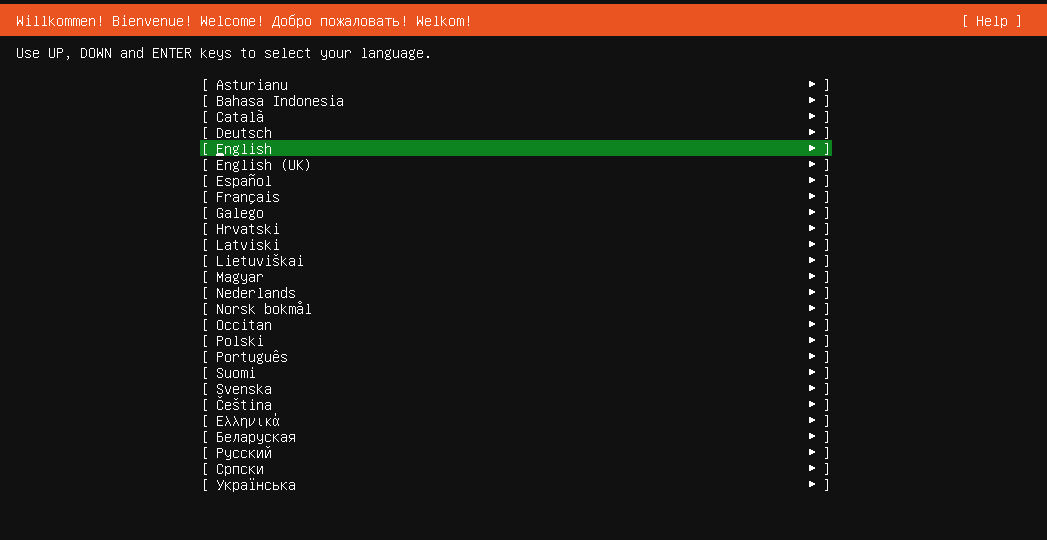 Willkommen! Bienvenue! Welcome! Добро пожаловать! Welkom! [ Help ]
Use UP, DOWN and ENTER keys to select your language.
[ Asturianu ▸ ]
[ Bahasa Indonesia ▸ ]
[ Català ▸ ]
[ Deutsch ▸ ]
[ English ▸ ]
[ English (UK) ▸ ]
[ Español ▸ ]
[ Français ▸ ]
[ Galego ▸ ]
[ Hrvatski ▸ ]
[ Latviski ▸ ]
[ Lietuviškai ▸ ]
[ Magyar ▸ ]
[ Nederlands ▸ ]
[ Norsk bokmål ▸ ]
[ Occitan ▸ ]
[ Polski ▸ ]
[ Português ▸ ]
[ Suomi ▸ ]
[ Svenska ▸ ]
[ Čeština ▸ ]
[ Ελληνικά ▸ ]
[ Беларуская ▸ ]
[ Русский ▸ ]
[ Српски ▸ ]
[ Українська ▸ ]